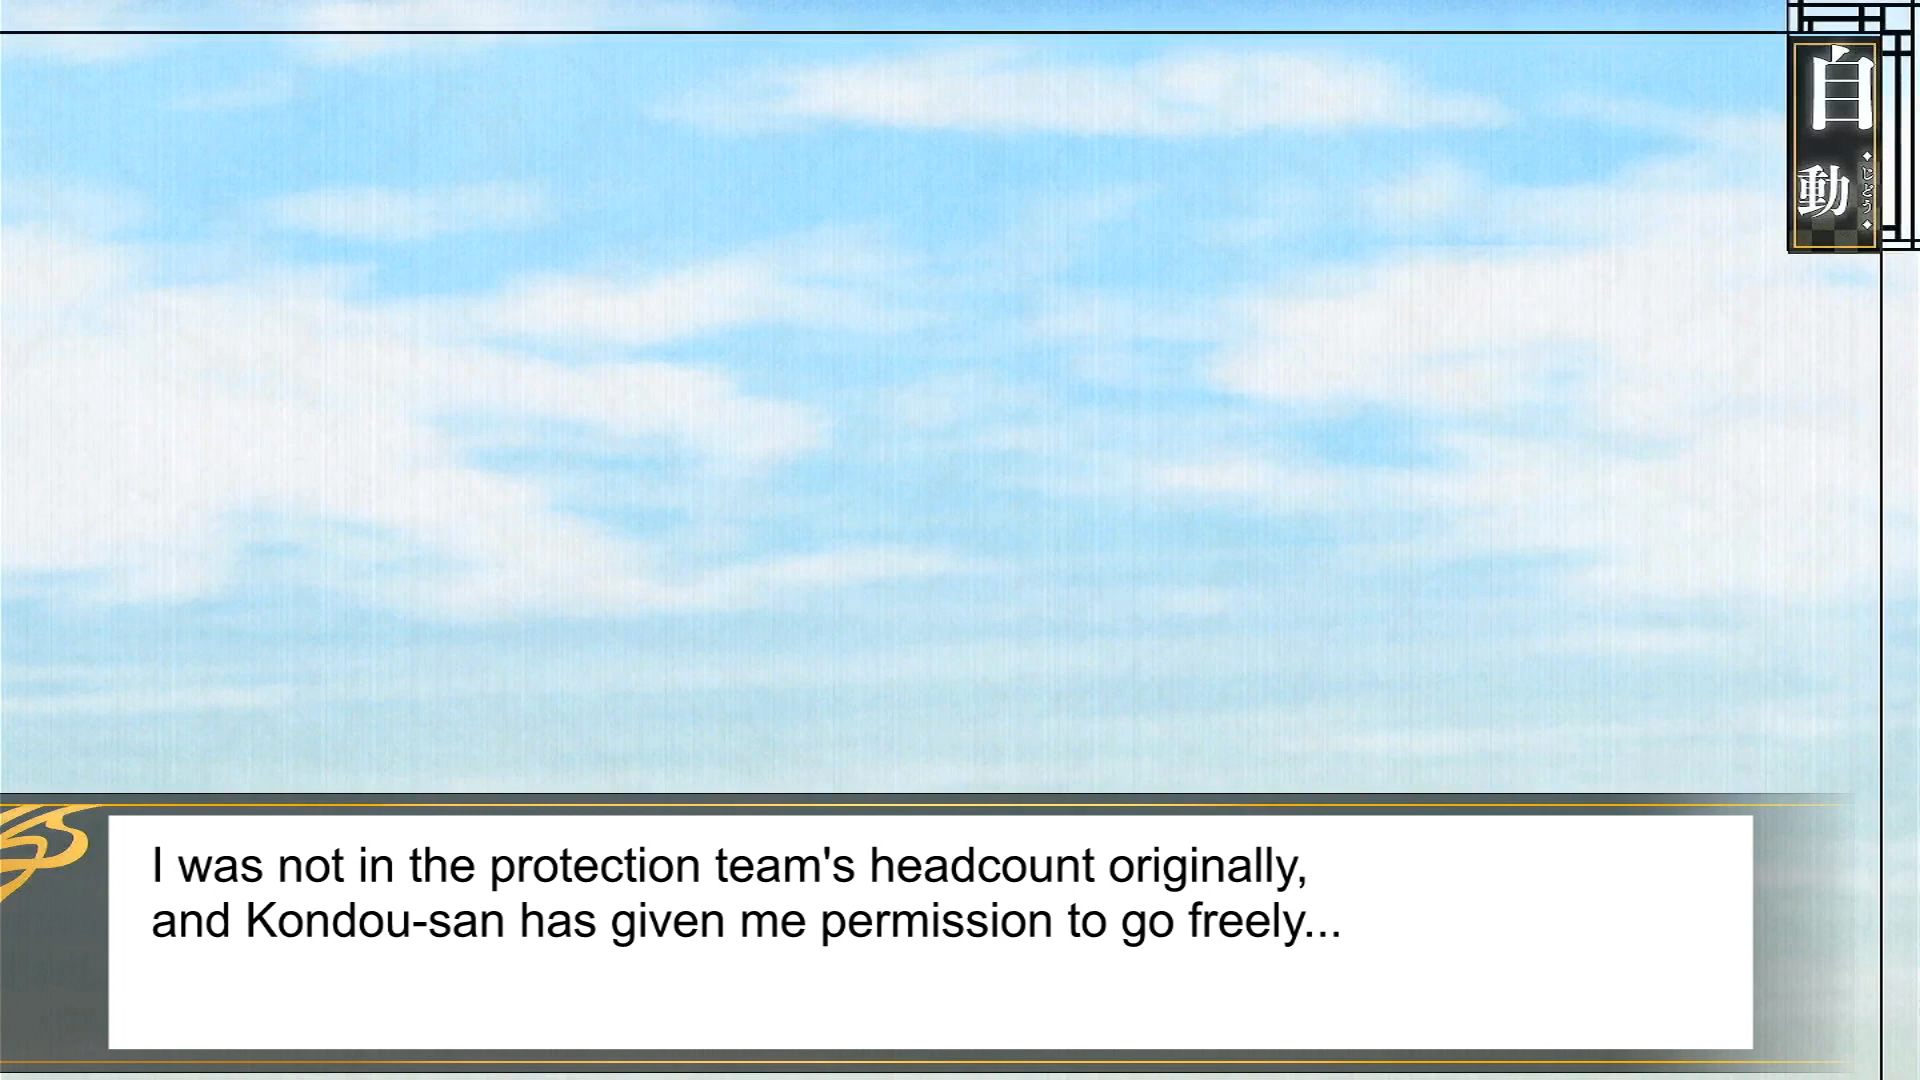 自動
じどう
I was not in the protection team's headcount originally,
and Kondou-san has given me permission to go freely...